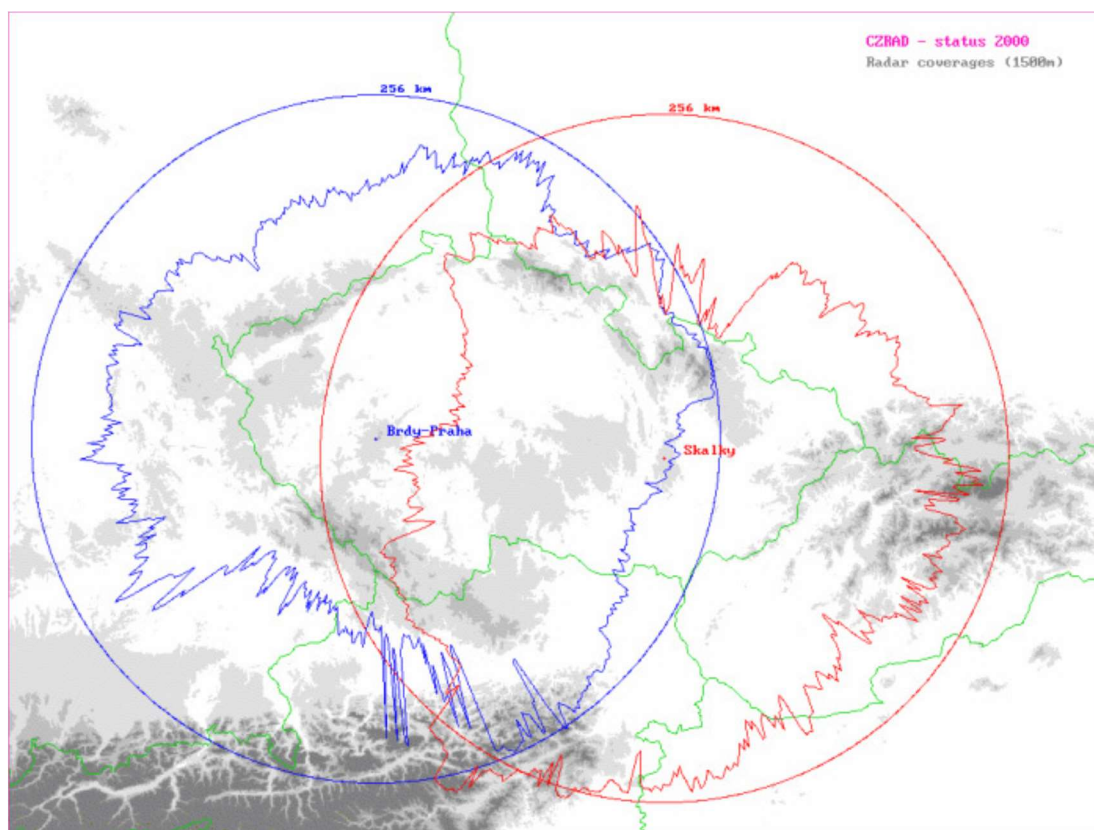 CZRAD - status 2000
Radar coverages (1500m)
256 km
256 km
Brdy-Praha
Skalky